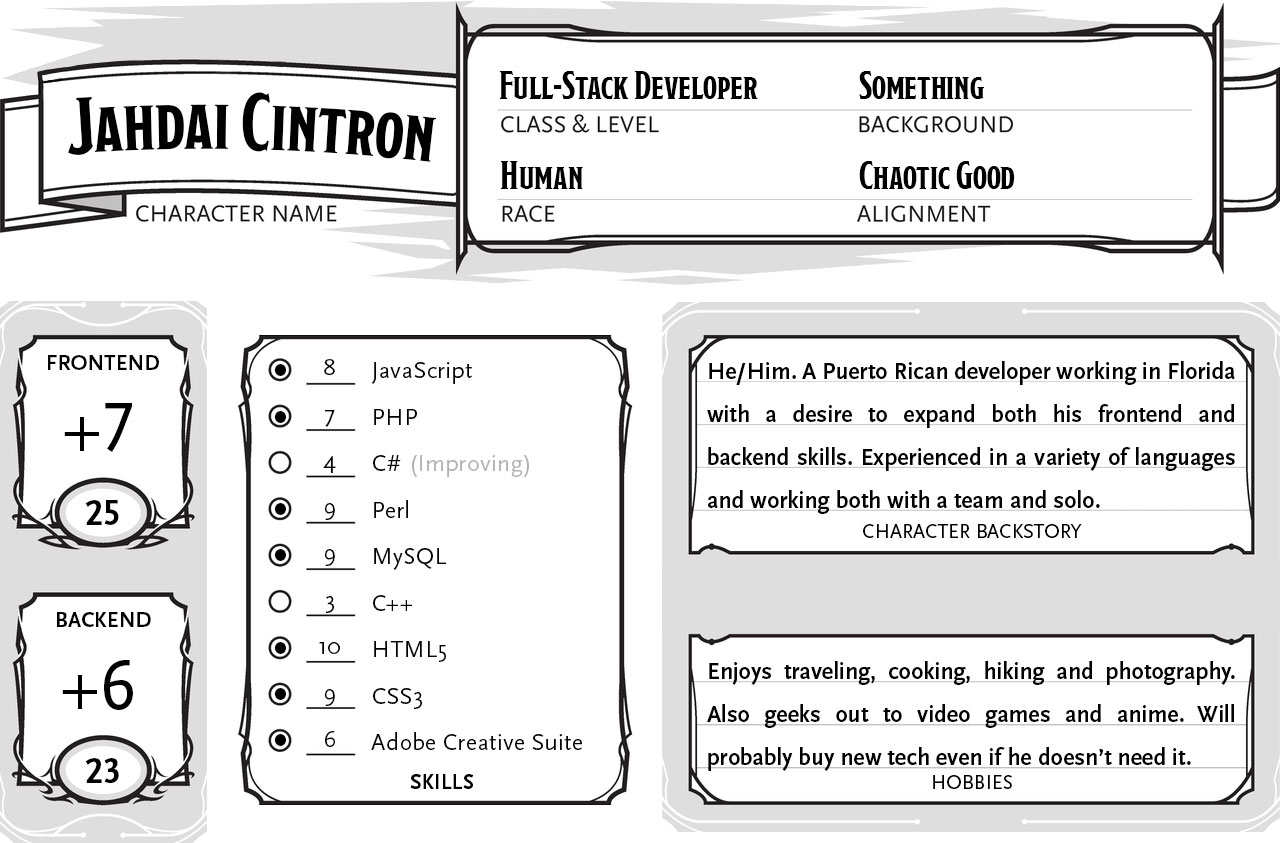 Jahdai Cintron
CHARACTER NAME
Full-Stack Developer
CLASS & LEVEL
Something
BACKGROUND
Human
RACE
Chaotic Good
ALIGNMENT
FRONTEND
+7
25
BACKEND
+6
23
8 JavaScript
7 PHP
4 C# (Improving)
9 Perl
9 MySQL
3 C++
10 HTML5
9 CSS3
6 Adobe Creative Suite
SKILLS
He/Him. A Puerto Rican developer working in Florida
with a desire to expand both his frontend and
backend skills. Experienced in a variety of languages
and working both with a team and solo.
CHARACTER BACKSTORY
Enjoys traveling, cooking, hiking and photography.
Also geeks out to video games and anime. Will
probably buy new tech even if he doesn’t need it.
HOBBIES